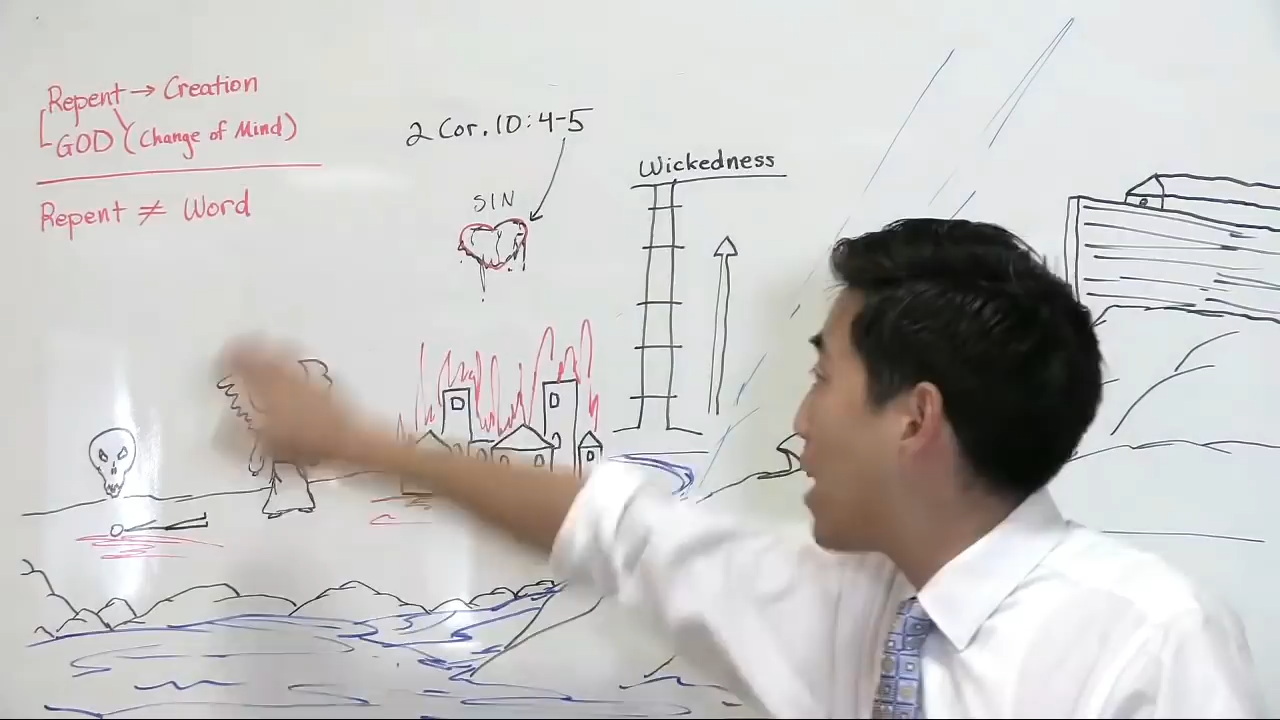 Repent → Creation
GOD (Change of Mind)
Repent ≠ Word
2 Cor. 10:4-5
SIN
Wickedness